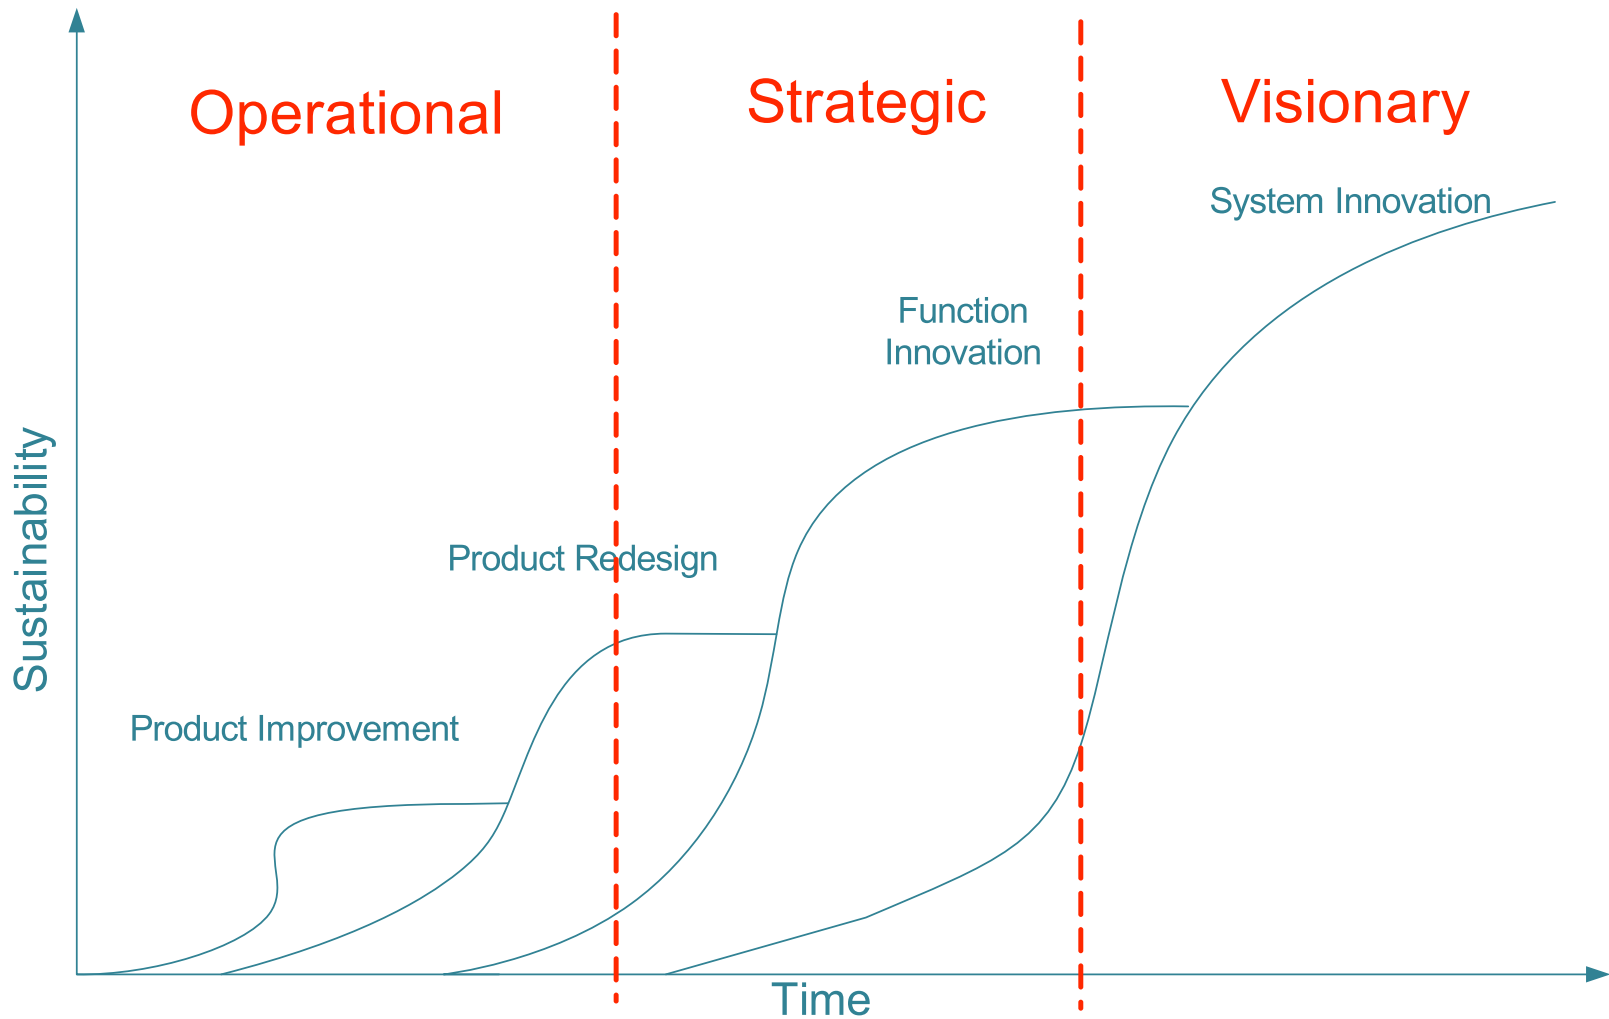 Operational
Strategic
Visionary
System Innovation
Function
Innovation
Product Redesign
Product Improvement
Sustainability
Time